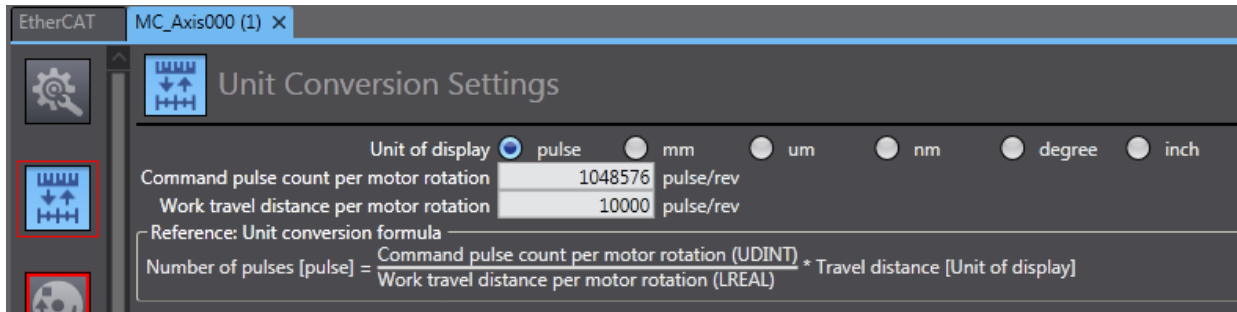 EtherCAT MC_Axis000 (1) ×
Unit Conversion Settings
Unit of display pulse mm um nm degree inch
Command pulse count per motor rotation 1048576 pulse/rev
Work travel distance per motor rotation 10000 pulse/rev
Reference: Unit conversion formula
Command pulse count per motor rotation (UDINT)
Number of pulses [pulse] = * Travel distance [Unit of display]
Work travel distance per motor rotation (LREAL)